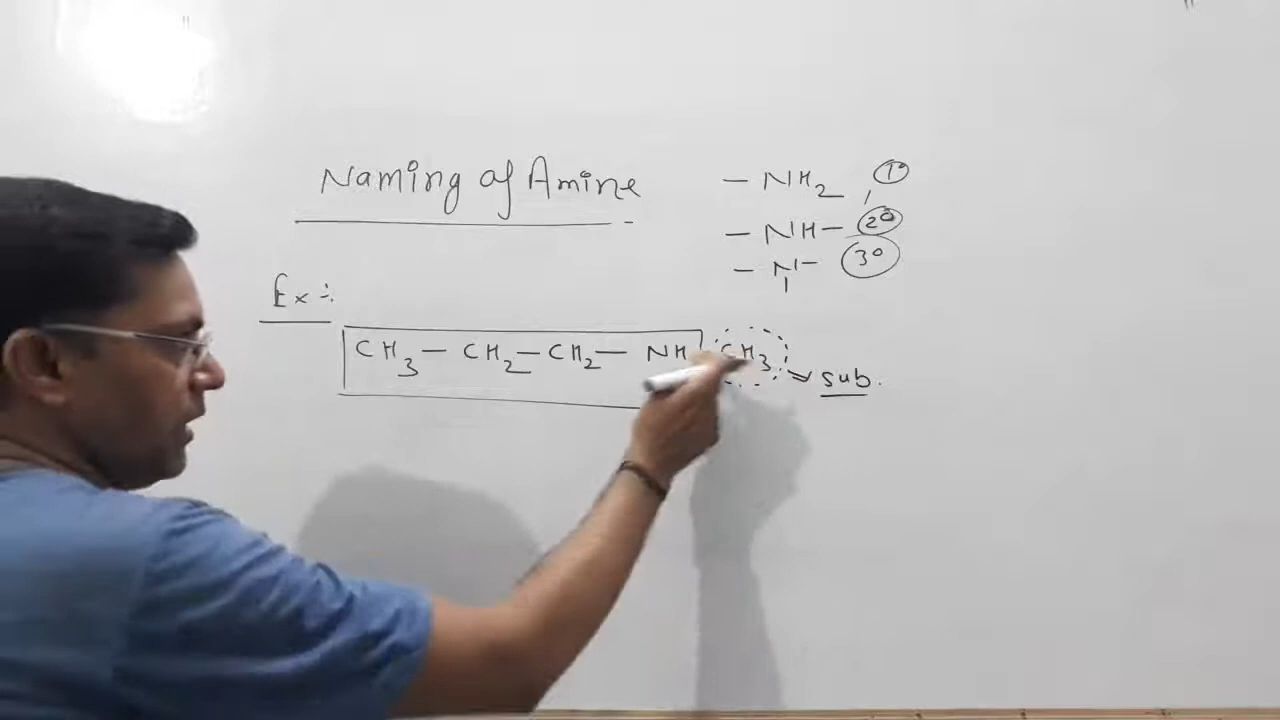 Naming of Amine
- NH2 1°
- NH- 2°
- N- 3°
Ex:-
CH3 - CH2 - CH2 - NH CH3
sub.